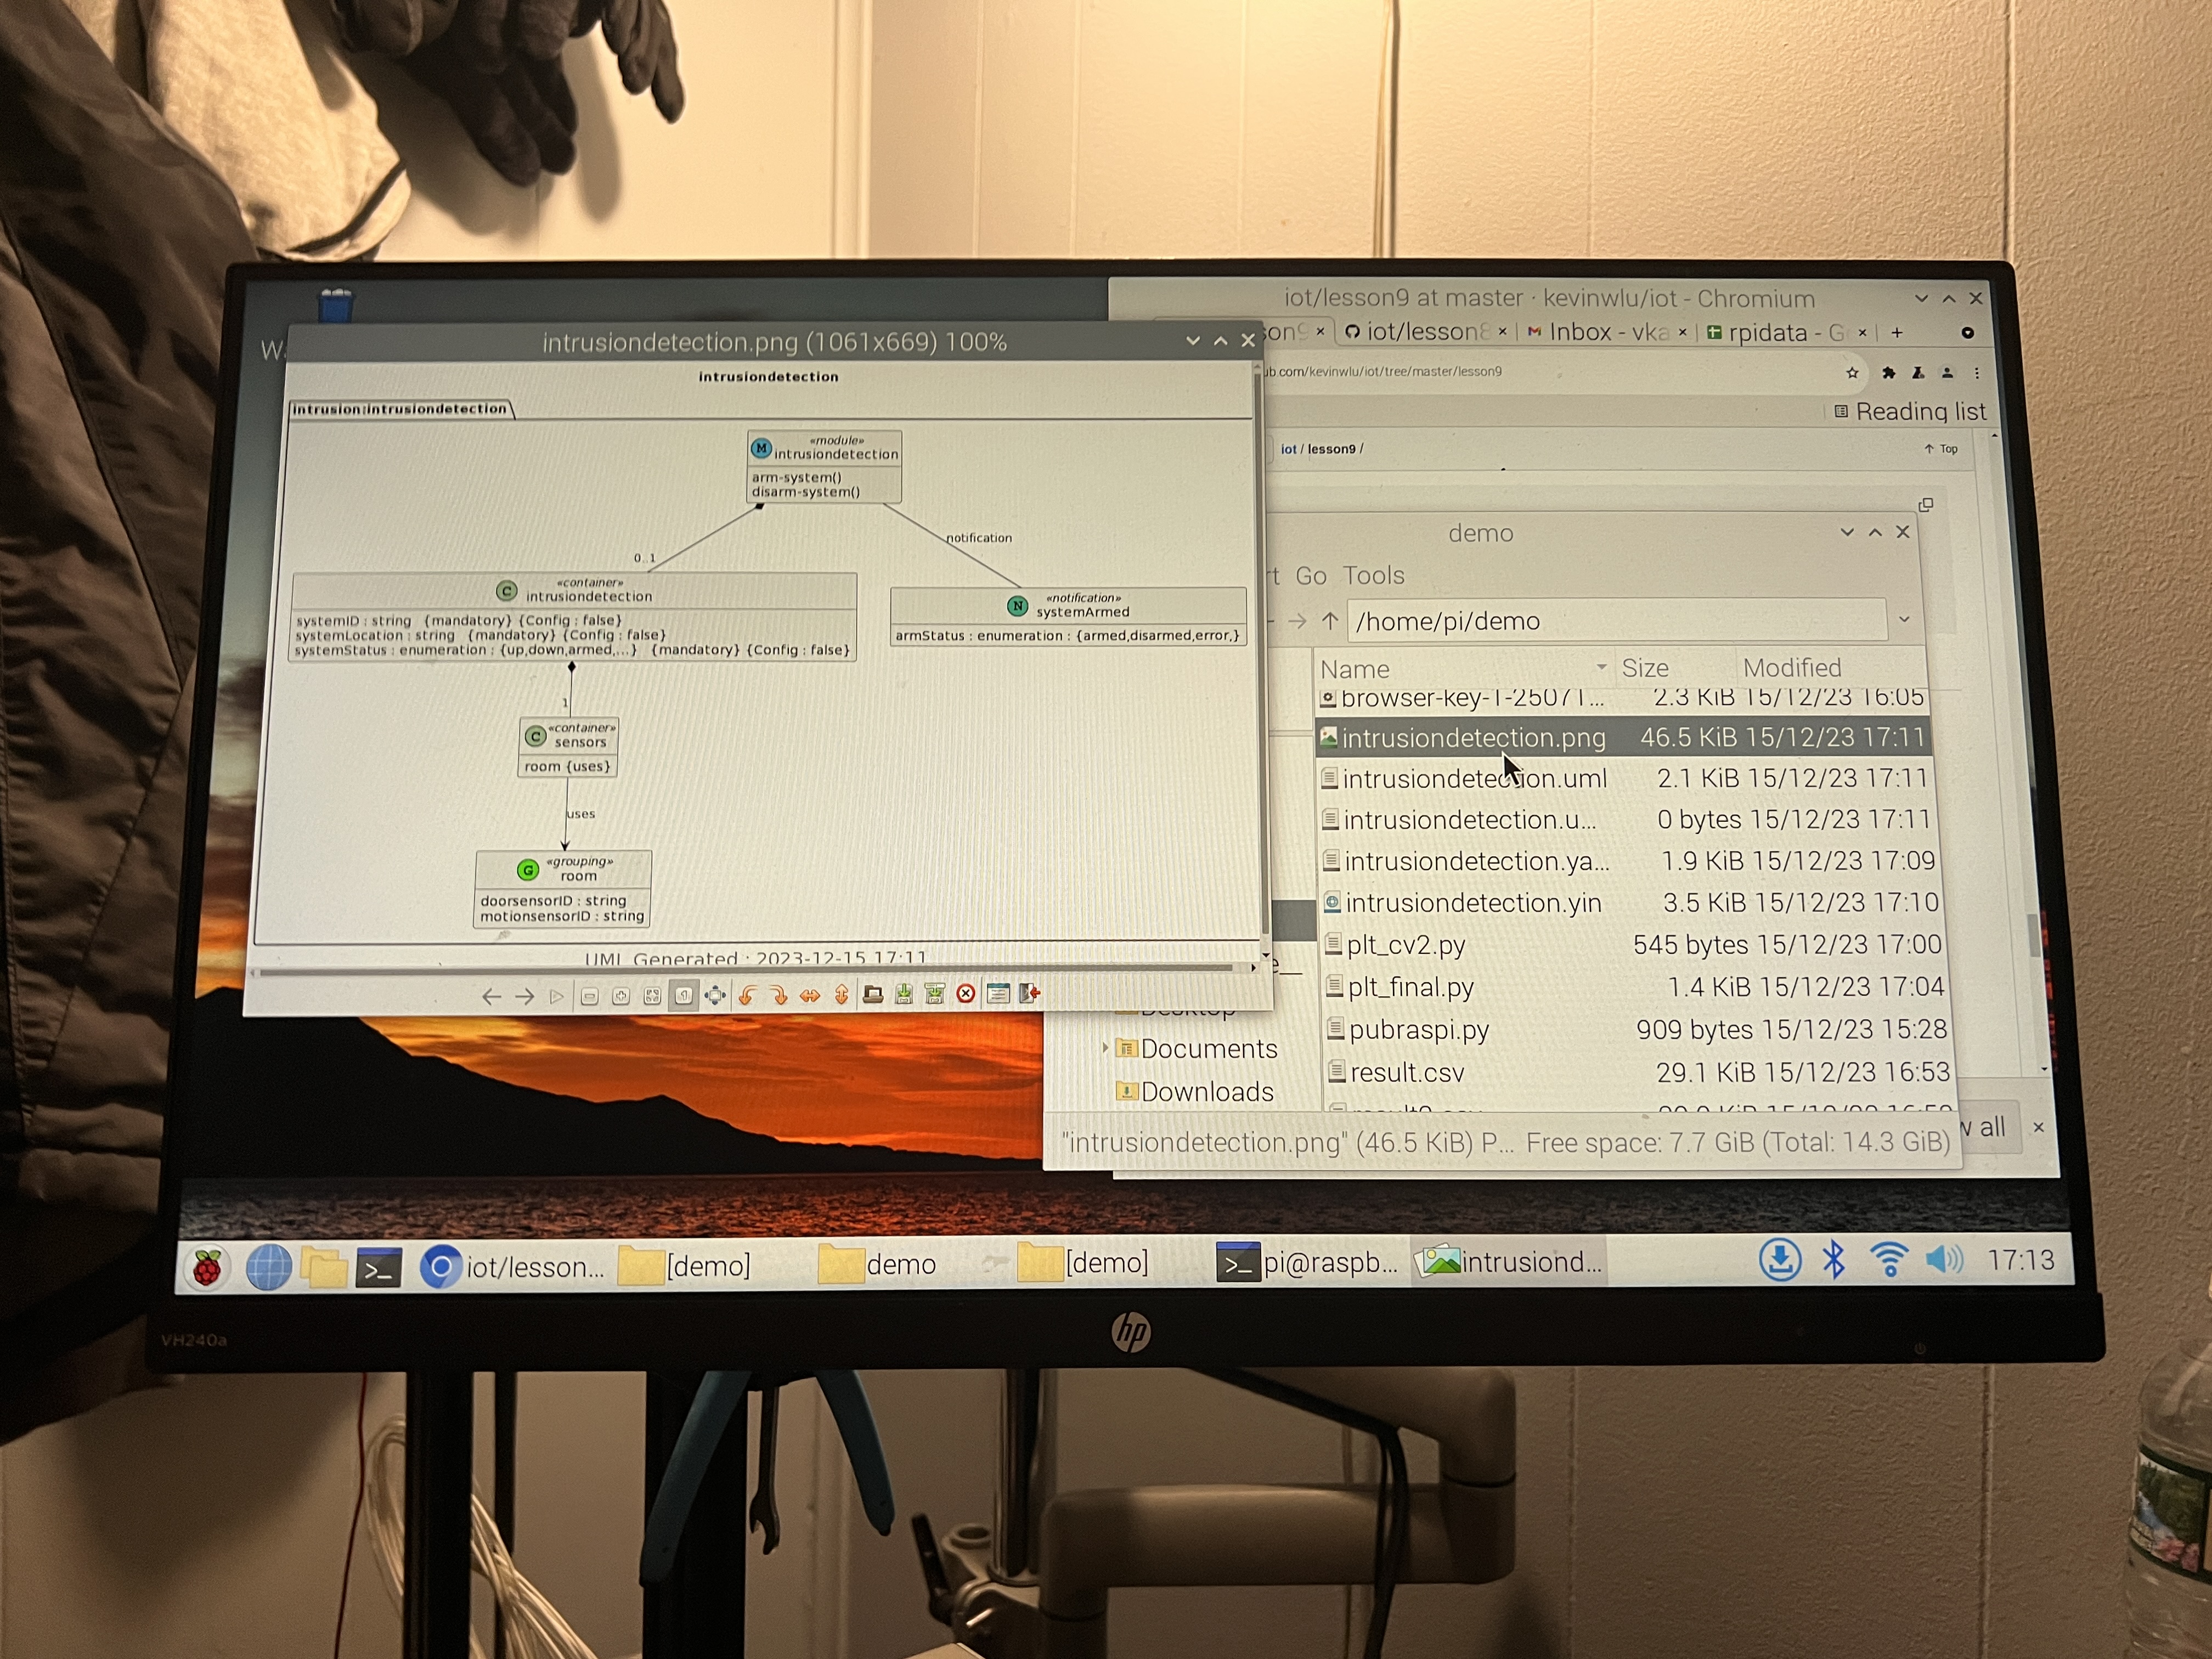 W
intrusiondetection.png (1061x669) 100%
intrusiondetection
intrusion:intrusiondetection
M
«module»
intrusiondetection
arm-system()
disarm-system()
0..1
notification
C
«container»
intrusiondetection
systemID : string {mandatory} {Config : false}
systemLocation : string {mandatory} {Config : false}
systemStatus : enumeration : {up,down,armed,...} {mandatory} {Config : false}
N
«notification»
systemArmed
armStatus : enumeration : {armed,disarmed,error,}
1
C
«container»
sensors
room {uses}
uses
G
«grouping»
room
doorsensorID : string
motionsensorID : string
UML Generated : 2023-12-15 17:11
iot/lesson9 at master · kevinwlu/iot - Chromium
son9 × iot/lesson8 × Inbox - vka × rpidata - G × +
ub.com/kevinwlu/iot/tree/master/lesson9
Reading list
iot / lesson9 /
Top
demo
Go Tools
/home/pi/demo
Name Size Modified
browser-key-1-25071... 2.3 KiB 15/12/23 16:05
intrusiondetection.png 46.5 KiB 15/12/23 17:11
intrusiondetection.uml 2.1 KiB 15/12/23 17:11
intrusiondetection.u... 0 bytes 15/12/23 17:11
intrusiondetection.ya... 1.9 KiB 15/12/23 17:09
intrusiondetection.yin 3.5 KiB 15/12/23 17:10
plt_cv2.py 545 bytes 15/12/23 17:00
plt_final.py 1.4 KiB 15/12/23 17:04
pubraspi.py 909 bytes 15/12/23 15:28
result.csv 29.1 KiB 15/12/23 16:53
Desktop
Documents
Downloads
"intrusiondetection.png" (46.5 KiB) P... Free space: 7.7 GiB (Total: 14.3 GiB)
w all ×
iot/lesson... [demo] demo [demo] pi@raspb... intrusiond... 17:13
VH240a
hp